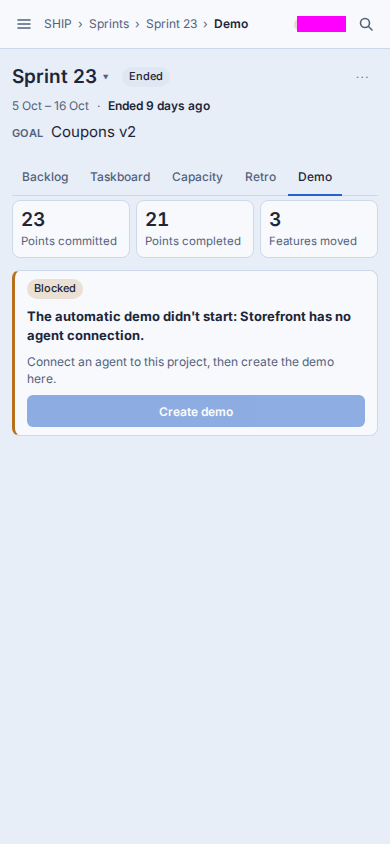 SHIP › Sprints › Sprint 23 › Demo
Sprint 23 ▾ Ended ...
5 Oct – 16 Oct · Ended 9 days ago
GOAL Coupons v2
Backlog Taskboard Capacity Retro Demo
23 21 3
Points committed Points completed Features moved
Blocked
The automatic demo didn't start: Storefront has no
agent connection.
Connect an agent to this project, then create the demo
here.
Create demo